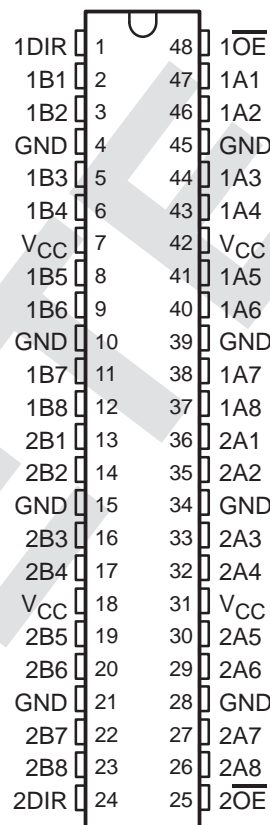 1DIR 1 48 1O̅E̅
1B1 2 47 1A1
1B2 3 46 1A2
GND 4 45 GND
1B3 5 44 1A3
1B4 6 43 1A4
VCC 7 42 VCC
1B5 8 41 1A5
1B6 9 40 1A6
GND 10 39 GND
1B7 11 38 1A7
1B8 12 37 1A8
2B1 13 36 2A1
2B2 14 35 2A2
GND 15 34 GND
2B3 16 33 2A3
2B4 17 32 2A4
VCC 18 31 VCC
2B5 19 30 2A5
2B6 20 29 2A6
GND 21 28 GND
2B7 22 27 2A7
2B8 23 26 2A8
2DIR 24 25 2O̅E̅